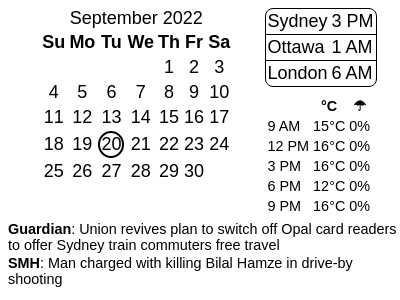 September 2022
Su Mo Tu We Th Fr Sa
1 2 3
4 5 6 7 8 9 10
11 12 13 14 15 16 17
18 19 20 21 22 23 24
25 26 27 28 29 30
Sydney 3 PM
Ottawa 1 AM
London 6 AM
°C ☂
9 AM 15°C 0%
12 PM 16°C 0%
3 PM 16°C 0%
6 PM 12°C 0%
9 PM 16°C 0%
Guardian: Union revives plan to switch off Opal card readers
to offer Sydney train commuters free travel
SMH: Man charged with killing Bilal Hamze in drive-by
shooting